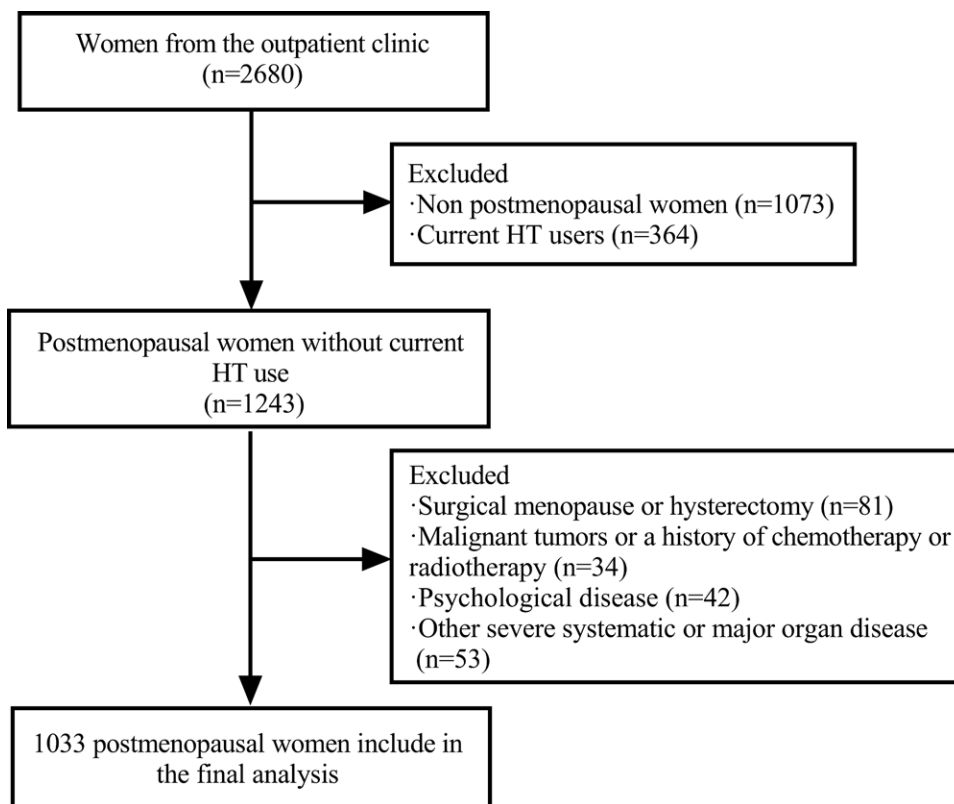 Women from the outpatient clinic
(n=2680)
Excluded
·Non postmenopausal women (n=1073)
·Current HT users (n=364)
Postmenopausal women without current
HT use
(n=1243)
Excluded
·Surgical menopause or hysterectomy (n=81)
·Malignant tumors or a history of chemotherapy or
radiotherapy (n=34)
·Psychological disease (n=42)
·Other severe systematic or major organ disease
(n=53)
1033 postmenopausal women include in
the final analysis